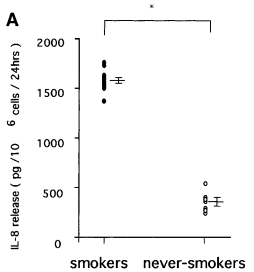 A
*
2000
1500
1000
500
0
IL-8 release ( pg /10 6 cells / 24hrs )
smokers never-smokers